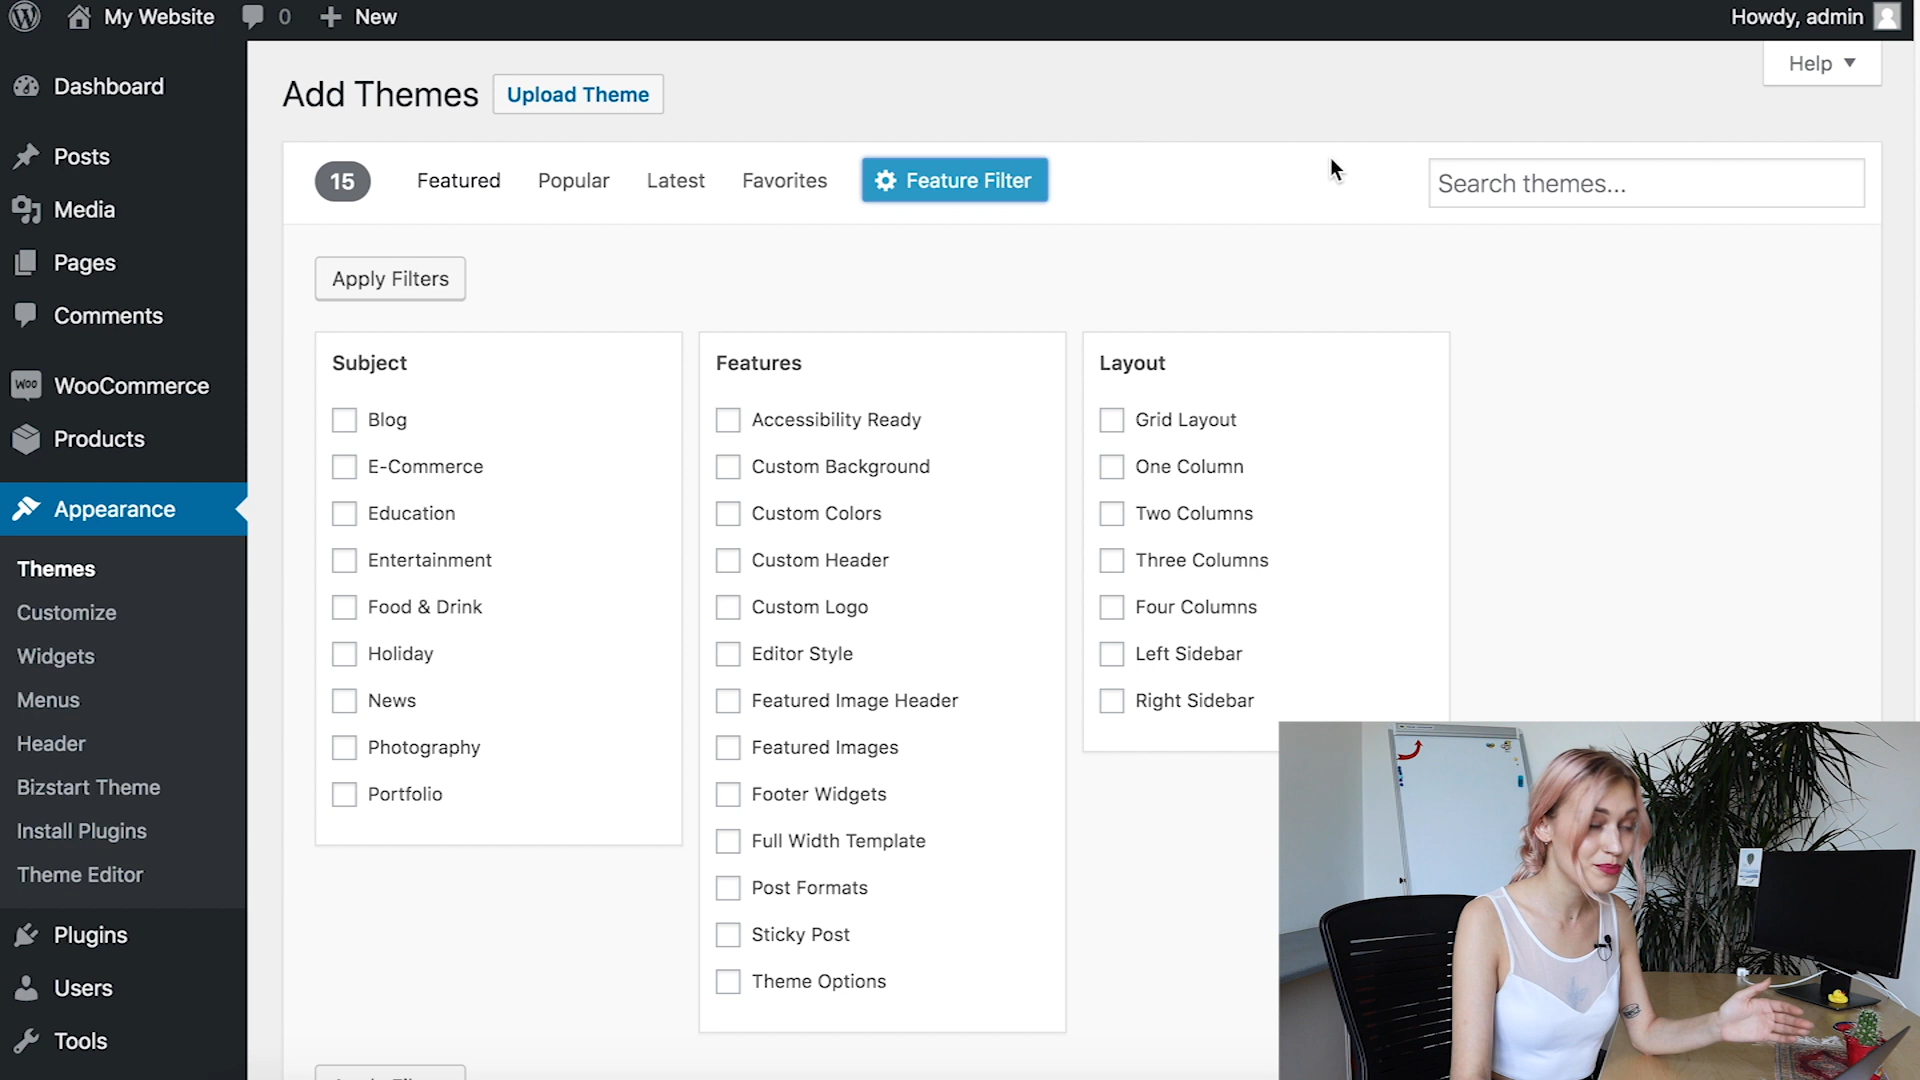 My Website 0 New Howdy, admin
Help
Dashboard
Posts
Media
Pages
Comments
Woo WooCommerce
Products
Appearance
Themes
Customize
Widgets
Menus
Header
Bizstart Theme
Install Plugins
Theme Editor
Plugins
Users
Tools
Add Themes Upload Theme
15 Featured Popular Latest Favorites Feature Filter Search themes...
Apply Filters
Subject
Blog
E-Commerce
Education
Entertainment
Food & Drink
Holiday
News
Photography
Portfolio
Features
Accessibility Ready
Custom Background
Custom Colors
Custom Header
Custom Logo
Editor Style
Featured Image Header
Featured Images
Footer Widgets
Full Width Template
Post Formats
Sticky Post
Theme Options
Layout
Grid Layout
One Column
Two Columns
Three Columns
Four Columns
Left Sidebar
Right Sidebar